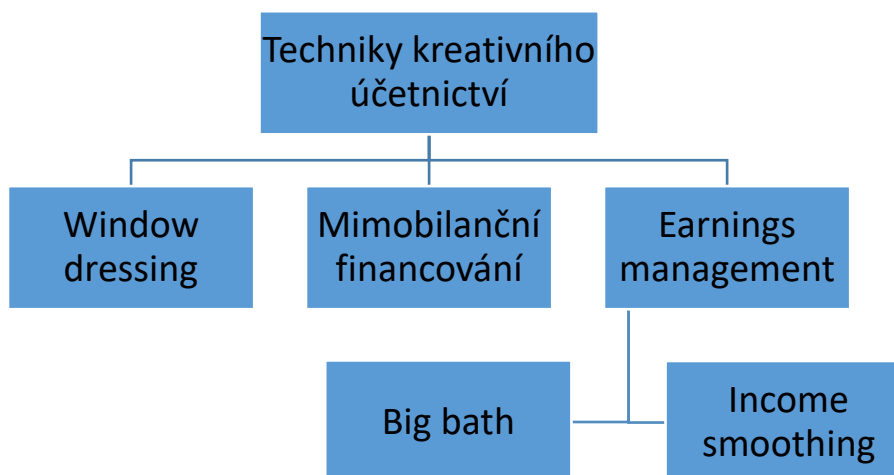 Techniky kreativního
účetnictví
Window
dressing
Mimobilanční
financování
Earnings
management
Big bath
Income
smoothing